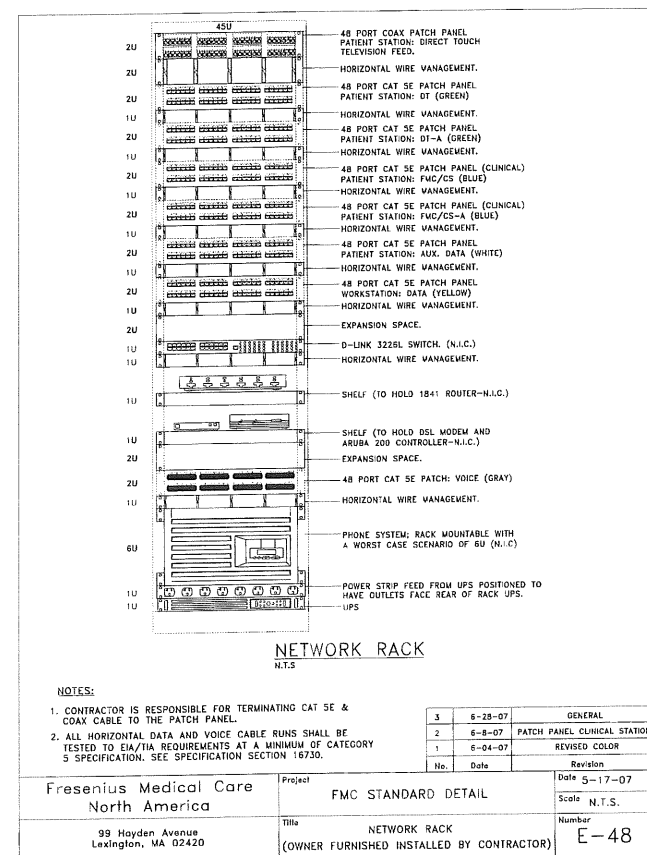 45U
2U
48 PORT COAX PATCH PANEL
PATIENT STATION: DIRECT TOUCH
TELEVISION FEED.
2U
HORIZONTAL WIRE MANAGEMENT.
2U
48 PORT CAT 5E PATCH PANEL
PATIENT STATION: DT (GREEN)
1U
HORIZONTAL WIRE MANAGEMENT.
2U
48 PORT CAT 5E PATCH PANEL
PATIENT STATION: DT-A (GREEN)
1U
HORIZONTAL WIRE MANAGEMENT.
2U
48 PORT CAT 5E PATCH PANEL (CLINICAL)
PATIENT STATION: FMC/CS (BLUE)
1U
HORIZONTAL WIRE MANAGEMENT.
2U
48 PORT CAT 5E PATCH PANEL (CLINICAL)
PATIENT STATION: FMC/CS-A (BLUE)
1U
HORIZONTAL WIRE MANAGEMENT.
2U
48 PORT CAT 5E PATCH PANEL
PATIENT STATION: AUX. DATA (WHITE)
1U
HORIZONTAL WIRE MANAGEMENT.
2U
48 PORT CAT 5E PATCH PANEL
WORKSTATION: DATA (YELLOW)
1U
HORIZONTAL WIRE MANAGEMENT.
2U
EXPANSION SPACE.
1U
D-LINK 3226L SWITCH. (N.I.C.)
1U
HORIZONTAL WIRE MANAGEMENT.
1U
SHELF (TO HOLD 1841 ROUTER-N.I.C.)
1U
SHELF (TO HOLD DSL MODEM AND
ARUBA 200 CONTROLLER-N.I.C.)
2U
EXPANSION SPACE.
2U
48 PORT CAT 5E PATCH: VOICE (GRAY)
1U
HORIZONTAL WIRE MANAGEMENT.
6U
PHONE SYSTEM; RACK MOUNTABLE WITH
A WORST CASE SCENARIO OF 6U (N.I.C)
1U
POWER STRIP FEED FROM UPS POSITIONED TO
HAVE OUTLETS FACE REAR OF RACK UPS.
1U
UPS
NETWORK RACK
N.T.S
NOTES:
1. CONTRACTOR IS RESPONSIBLE FOR TERMINATING CAT 5E &
COAX CABLE TO THE PATCH PANEL.
2. ALL HORIZONTAL DATA AND VOICE CABLE RUNS SHALL BE
TESTED TO EIA/TIA REQUIREMENTS AT A MINIMUM OF CATEGORY
5 SPECIFICATION. SEE SPECIFICATION SECTION 16730.
3 6-28-07 GENERAL
2 6-8-07 PATCH PANEL CLINICAL STATION
1 6-04-07 REVISED COLOR
No. Date Revision
Fresenius Medical Care
North America
99 Hayden Avenue
Lexington, MA 02420
Project
FMC STANDARD DETAIL
Title
NETWORK RACK
(OWNER FURNISHED INSTALLED BY CONTRACTOR)
Date 5-17-07
Scale N.T.S.
Number
E-48